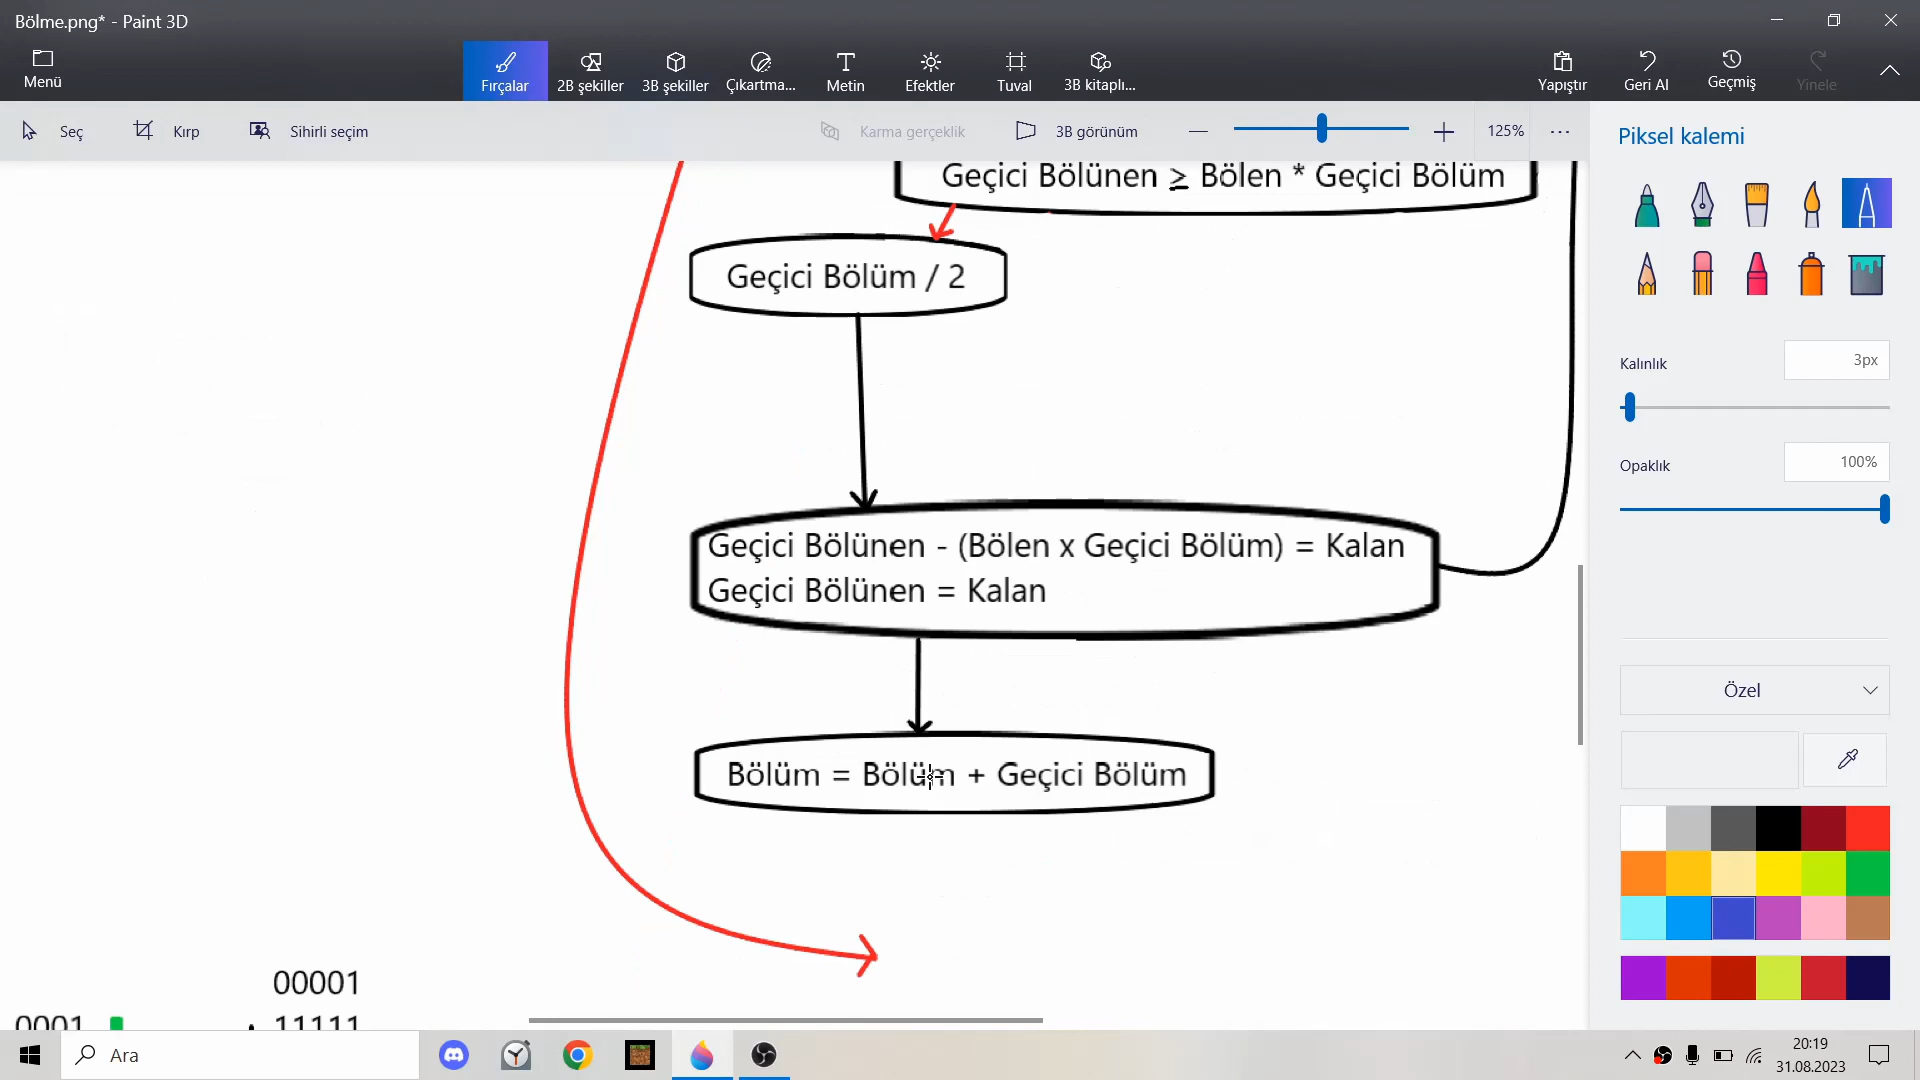 Bölme.png* - Paint 3D
Menü
Fırçalar
2B şekiller
3B şekiller
Çıkartma...
Metin
Efektler
Tuval
3B kitaplı...
Yapıştır
Geri Al
Geçmiş
Yinele
Seç
Kırp
Sihirli seçim
Karma gerçeklik
3B görünüm
125%
Piksel kalemi
Geçici Bölünen ≥ Bölen * Geçici Bölüm
Geçici Bölüm / 2
Kalınlık
3px
Opaklık
100%
Geçici Bölünen - (Bölen x Geçici Bölüm) = Kalan
Geçici Bölünen = Kalan
Özel
Bölüm = Bölüm + Geçici Bölüm
00001
0001
11111
Ara
20:19
31.08.2023